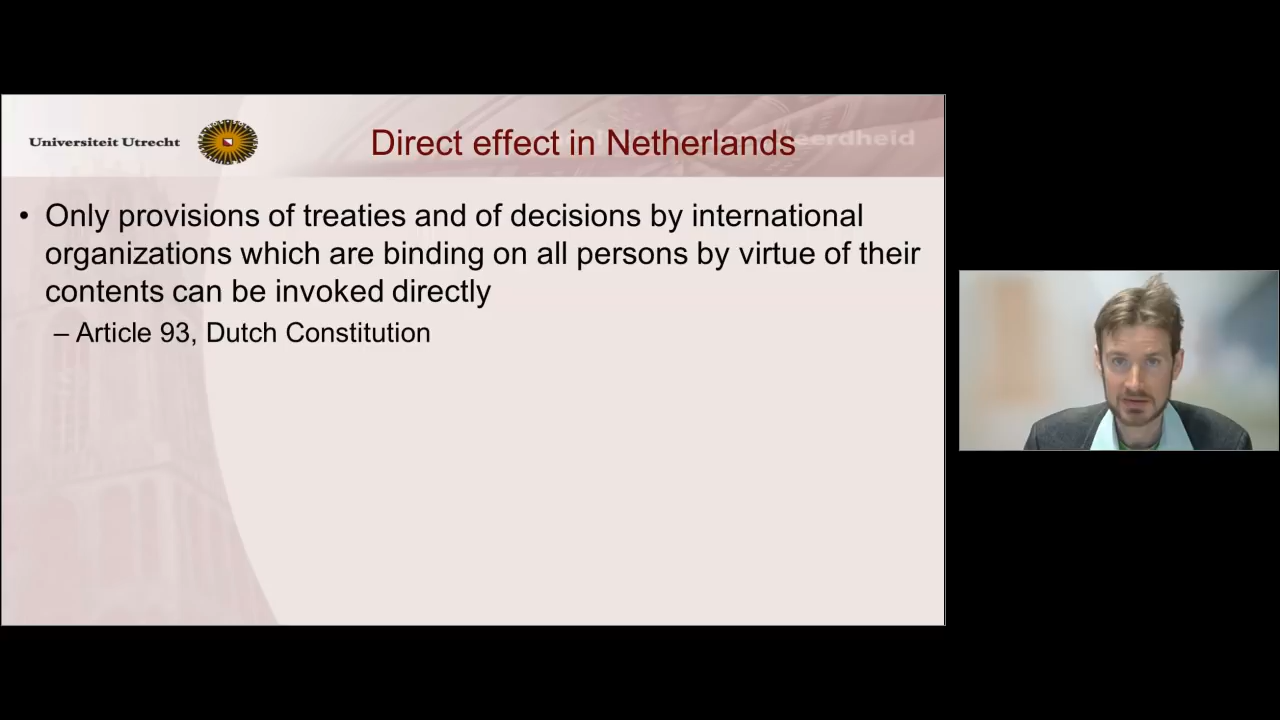 Universiteit Utrecht
Direct effect in Netherlands
• Only provisions of treaties and of decisions by international
organizations which are binding on all persons by virtue of their
contents can be invoked directly
– Article 93, Dutch Constitution